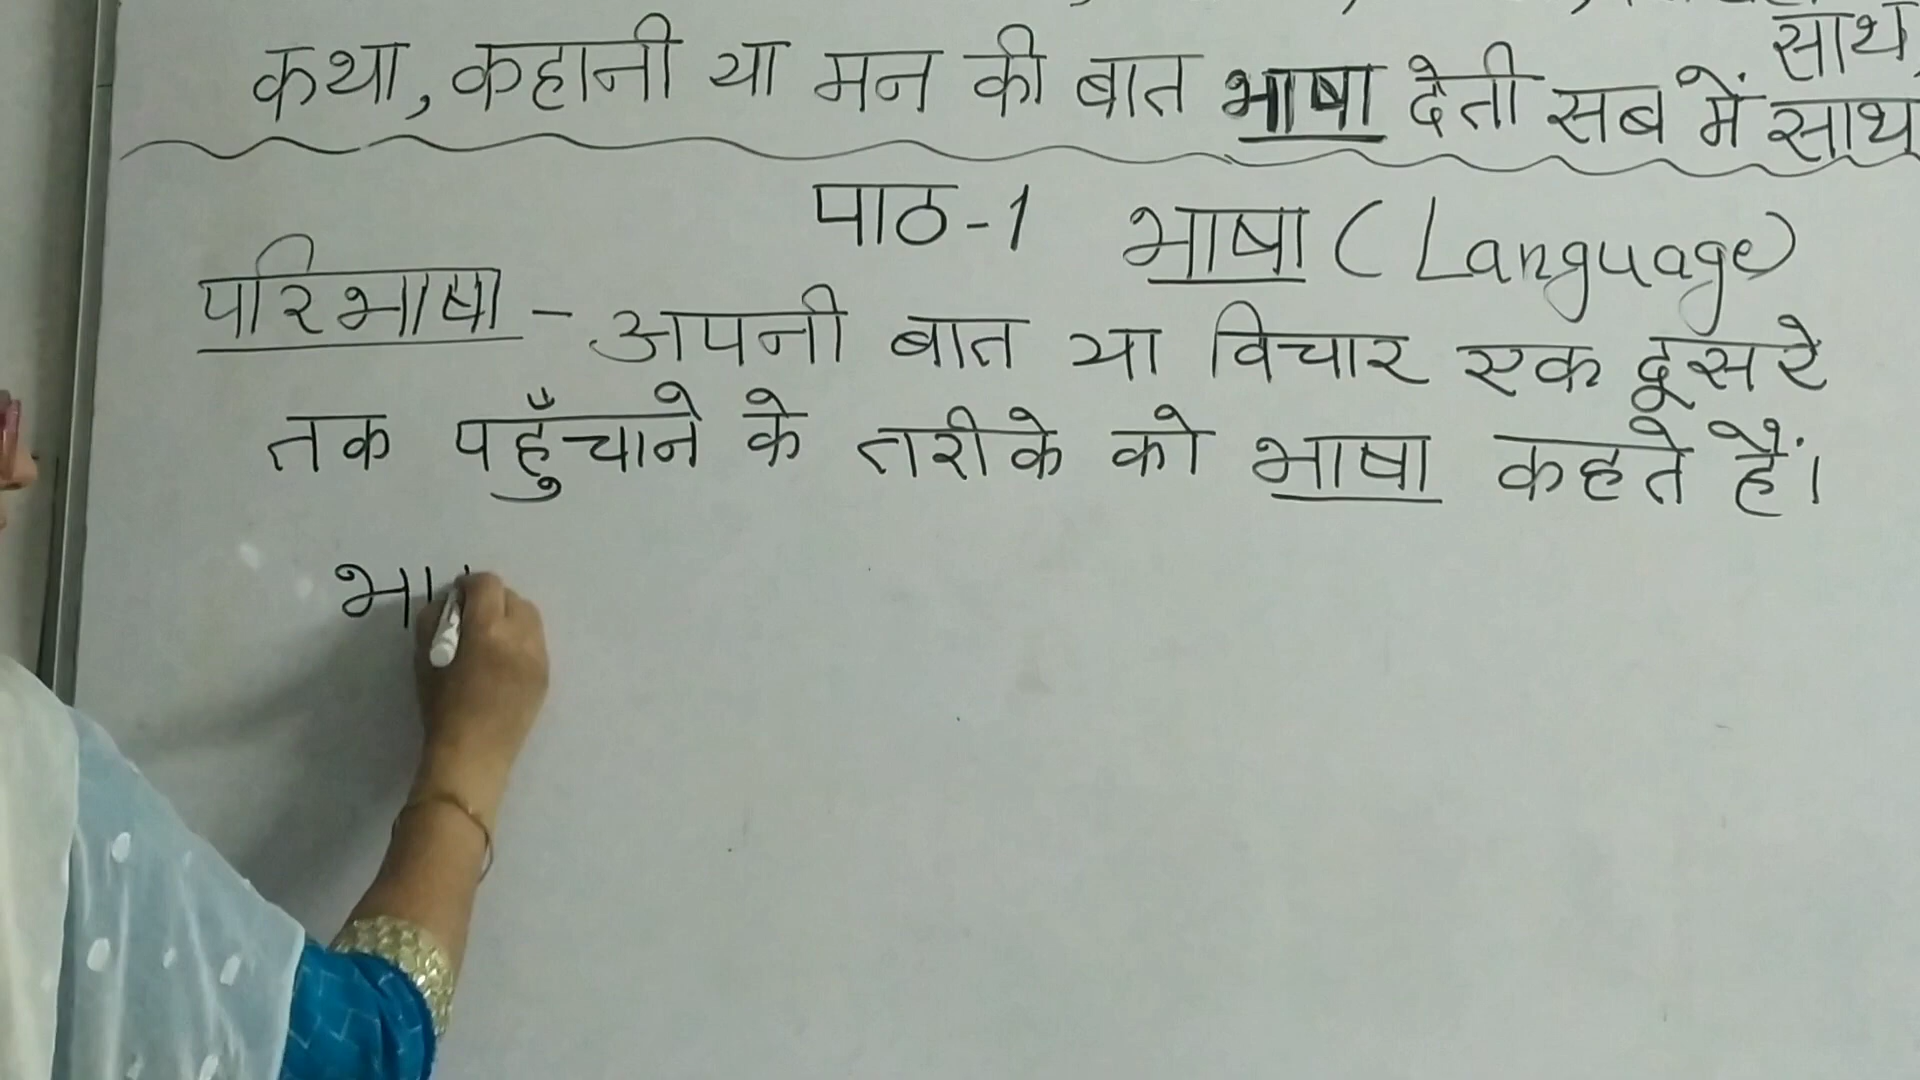 साथ,
कथा, कहानी या मन की बात भाषा देती सब में साथ
पाठ-1 भाषा (Language)
परिभाषा - अपनी बात या विचार एक दूसरे
तक पहुँचाने के तरीके को भाषा कहते हैं।